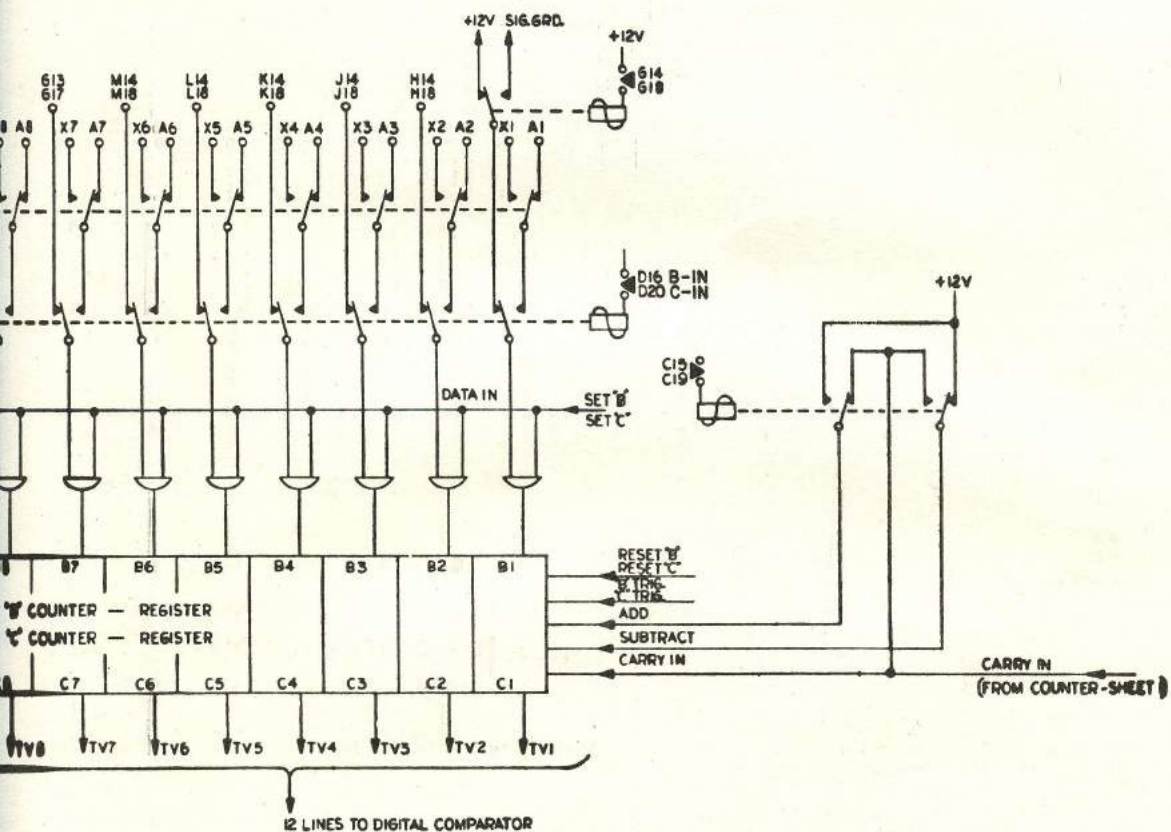 +12V SIG.GRD.
+12V
G14
G18
G13 M14 L14 K14 J14 H14
G17 M18 L18 K18 J18 H18
A8 X7 A7 X6 A6 X5 A5 X4 A4 X3 A3 X2 A2 X1 A1
D16 B-IN
D20 C-IN
+12V
C15
C19
DATA IN
SET "B"
SET "C"
B7 B6 B5 B4 B3 B2 B1
RESET "B"
RESET "C"
"B" TRIG.
"C" TRIG.
"B" COUNTER — REGISTER
ADD
"C" COUNTER — REGISTER
SUBTRACT
CARRY IN
CARRY IN
(FROM COUNTER-SHEET 1)
C7 C6 C5 C4 C3 C2 C1
TV8 TV7 TV6 TV5 TV4 TV3 TV2 TV1
12 LINES TO DIGITAL COMPARATOR